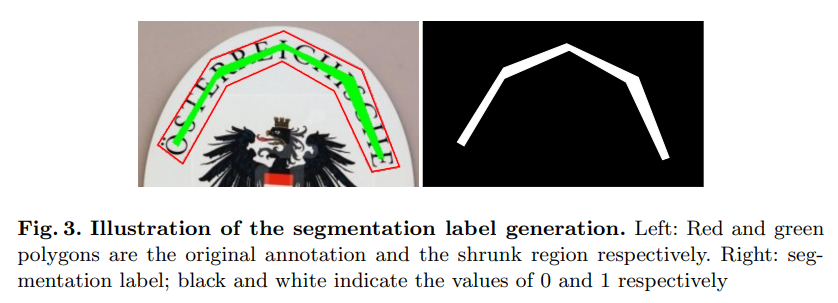 ÖSTERREICHISCHE
Fig. 3. Illustration of the segmentation label generation. Left: Red and green
polygons are the original annotation and the shrunk region respectively. Right: seg-
mentation label; black and white indicate the values of 0 and 1 respectively